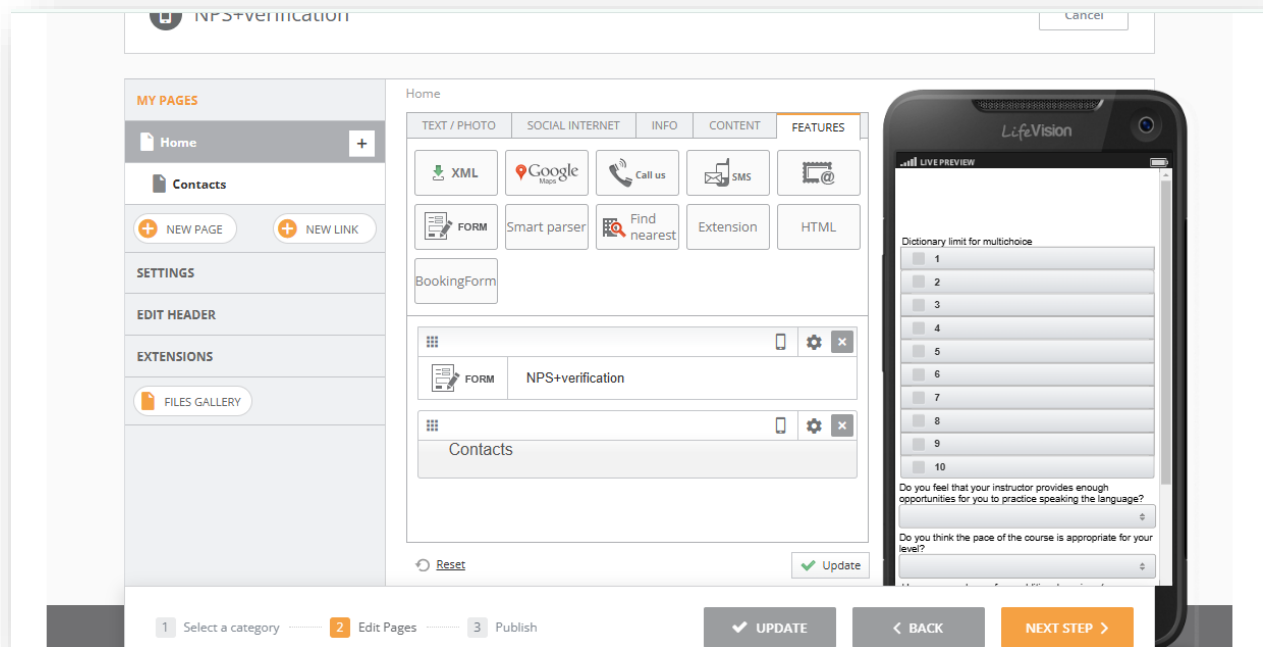 NPS+verification
Cancel
MY PAGES
Home
+
Contacts
NEW PAGE
NEW LINK
SETTINGS
EDIT HEADER
EXTENSIONS
FILES GALLERY
Home
TEXT / PHOTO
SOCIAL INTERNET
INFO
CONTENT
FEATURES
XML
Google
Maps
Call us
SMS
@
FORM
Smart parser
Find
nearest
Extension
HTML
BookingForm
FORM
NPS+verification
Contacts
Reset
Update
LifeVision
LIVE PREVIEW
Dictionary limit for multichoice
1
2
3
4
5
6
7
8
9
10
Do you feel that your instructor provides enough
opportunities for you to practice speaking the language?
Do you think the pace of the course is appropriate for your
level?
1 Select a category
2 Edit Pages
3 Publish
UPDATE
BACK
NEXT STEP